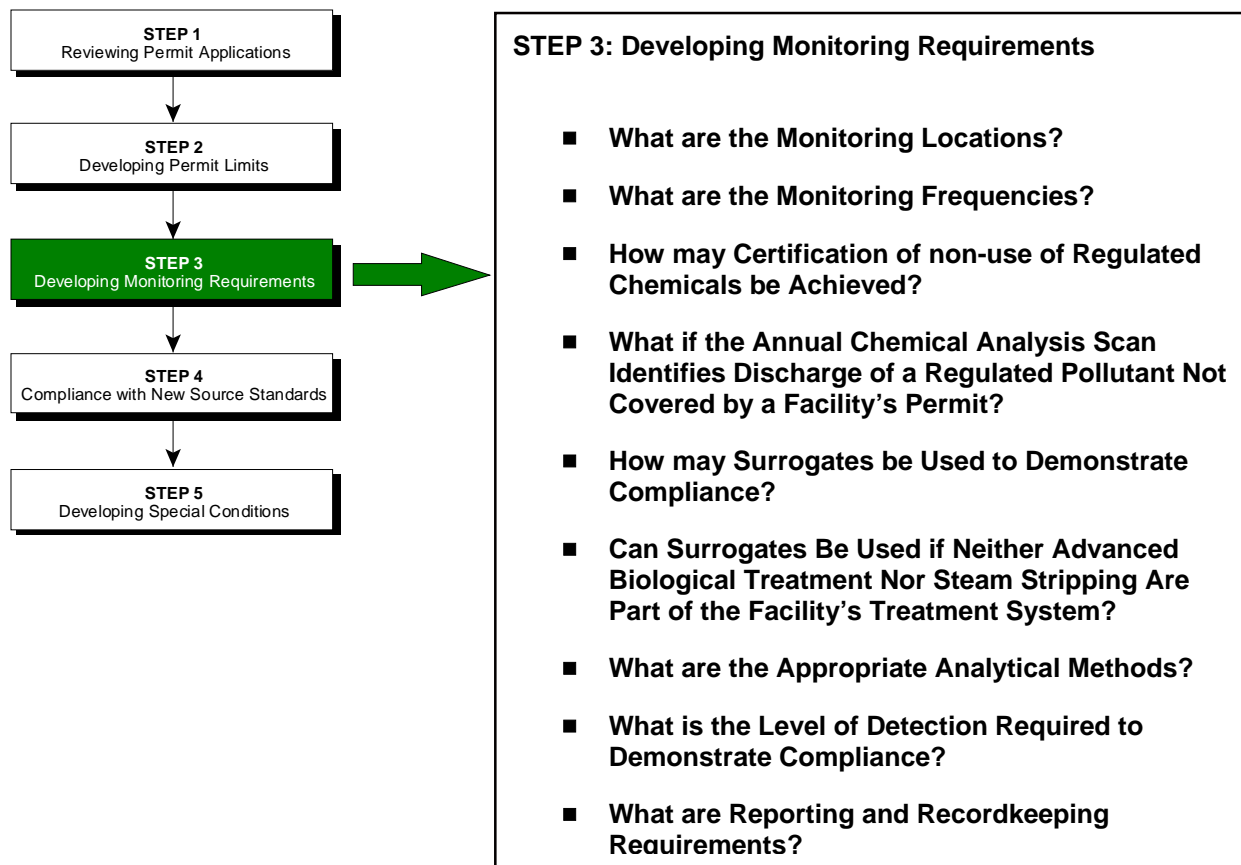 STEP 1
Reviewing Permit Applications
STEP 2
Developing Permit Limits
STEP 3
Developing Monitoring Requirements
STEP 4
Compliance with New Source Standards
STEP 5
Developing Special Conditions
STEP 3: Developing Monitoring Requirements
■ What are the Monitoring Locations?
■ What are the Monitoring Frequencies?
■ How may Certification of non-use of Regulated
Chemicals be Achieved?
■ What if the Annual Chemical Analysis Scan
Identifies Discharge of a Regulated Pollutant Not
Covered by a Facility’s Permit?
■ How may Surrogates be Used to Demonstrate
Compliance?
■ Can Surrogates Be Used if Neither Advanced
Biological Treatment Nor Steam Stripping Are
Part of the Facility’s Treatment System?
■ What are the Appropriate Analytical Methods?
■ What is the Level of Detection Required to
Demonstrate Compliance?
■ What are Reporting and Recordkeeping
Requirements?